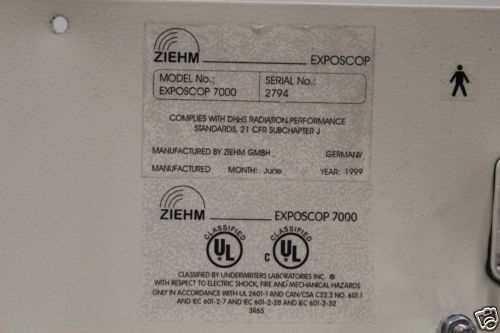 ZIEHM
EXPOSCOP
MODEL No.: SERIAL No.:
EXPOSCOP 7000 2794
COMPLIES WITH DHHS RADIATION PERFORMANCE
STANDARDS, 21 CFR SUBCHAPTER J
MANUFACTURED BY ZIEHM GMBH GERMANY
MANUFACTURED MONTH: June YEAR: 1999
ZIEHM
EXPOSCOP 7000
CLASSIFIED CLASSIFIED
UL ® C UL ®
CLASSIFIED BY UNDERWRITERS LABORATORIES INC. ®
WITH RESPECT TO ELECTRIC SHOCK, FIRE AND MECHANICAL HAZARDS
ONLY IN ACCORDANCE WITH UL 2601-1 AND CAN/CSA C22.2 NO. 601.1
AND IEC 601-2-7 AND IEC 601-2-28 AND IEC 601-2-32
3R65